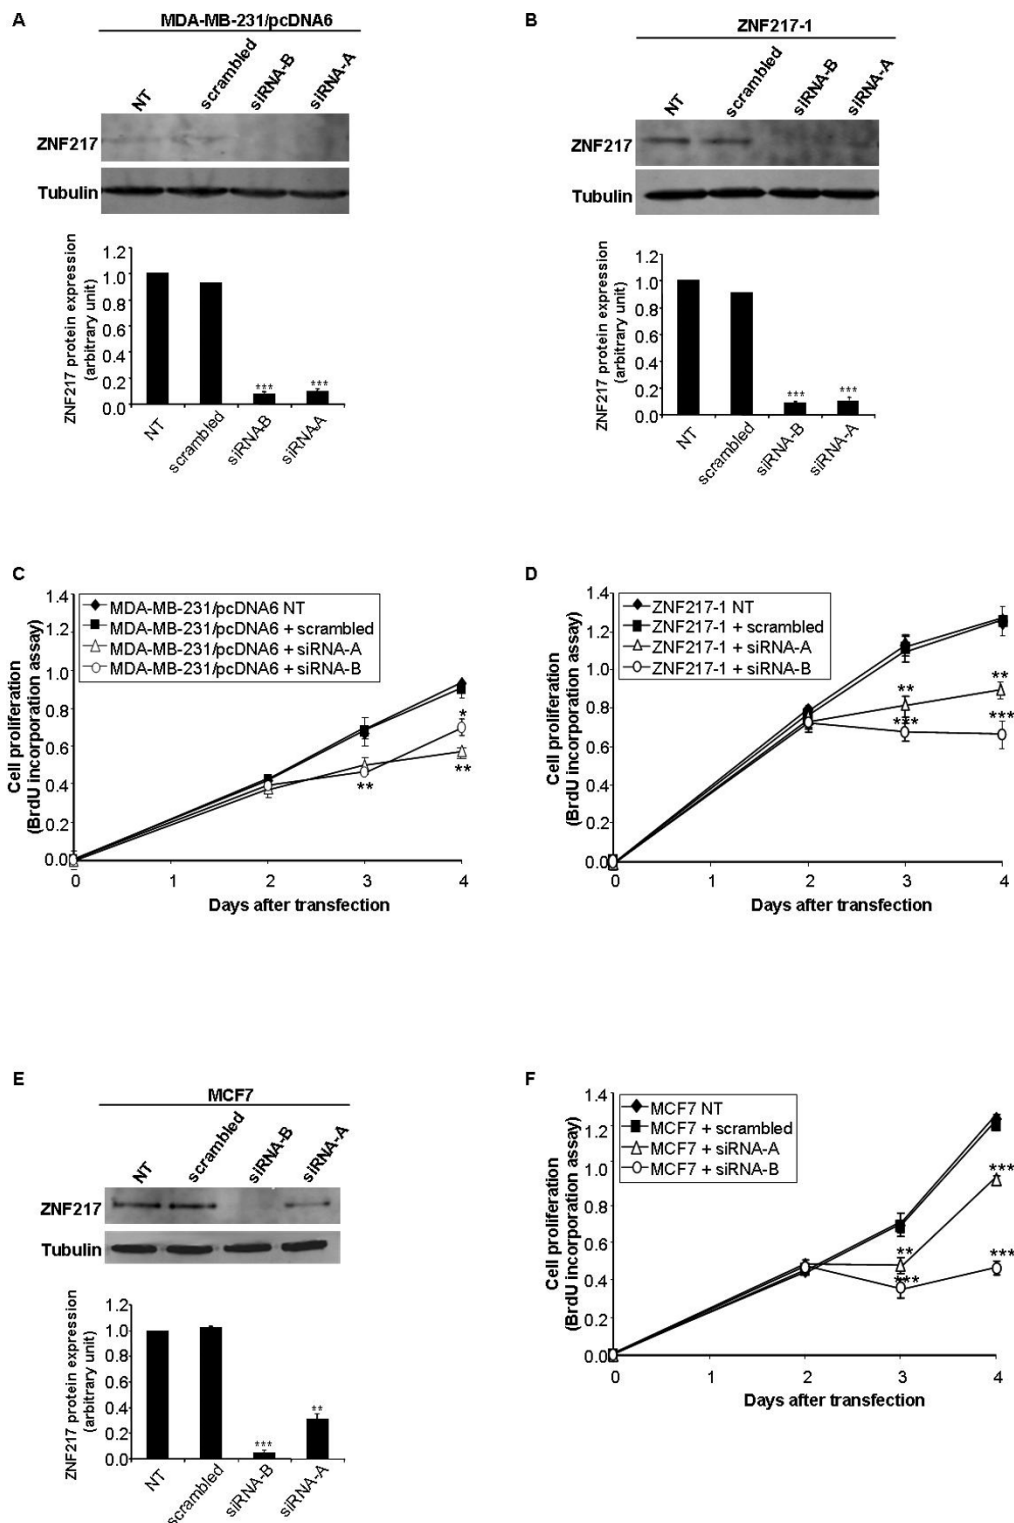 A
MDA-MB-231/pcDNA6
NT
scrambled
siRNA-B
siRNA-A
ZNF217
Tubulin
ZNF217 protein expression
(arbitrary unit)
1.2
1.0
0.8
0.6
0.4
0.2
0.0
*** ***
NT
scrambled
siRNAB
siRNAA
B
ZNF217-1
NT
scrambled
siRNA-B
siRNA-A
ZNF217
Tubulin
ZNF217 protein expression
(arbitrary unit)
1.2
1.0
0.8
0.6
0.4
0.2
0.0
*** ***
NT
scrambled
siRNA-B
siRNA-A
C
Cell proliferation
(BrdU incorporation assay)
1.4
1.2
1.0
0.8
0.6
0.4
0.2
0.0
MDA-MB-231/pcDNA6 NT
MDA-MB-231/pcDNA6 + scrambled
MDA-MB-231/pcDNA6 + siRNA-A
MDA-MB-231/pcDNA6 + siRNA-B
*
**
**
0 1 2 3 4
Days after transfection
D
Cell proliferation
(BrdU incorporation assay)
1.4
1.2
1.0
0.8
0.6
0.4
0.2
0.0
ZNF217-1 NT
ZNF217-1 + scrambled
ZNF217-1 + siRNA-A
ZNF217-1 + siRNA-B
** **
*** ***
0 1 2 3 4
Days after transfection
E
MCF7
NT
scrambled
siRNA-B
siRNA-A
ZNF217
Tubulin
ZNF217 protein expression
(arbitrary unit)
1.2
1.0
0.8
0.6
0.4
0.2
0.0
*** **
NT
scrambled
siRNA-B
siRNA-A
F
Cell proliferation
(BrdU incorporation assay)
1.4
1.2
1.0
0.8
0.6
0.4
0.2
0.0
MCF7 NT
MCF7 + scrambled
MCF7 + siRNA-A
MCF7 + siRNA-B
***
**
***
***
0 1 2 3 4
Days after transfection